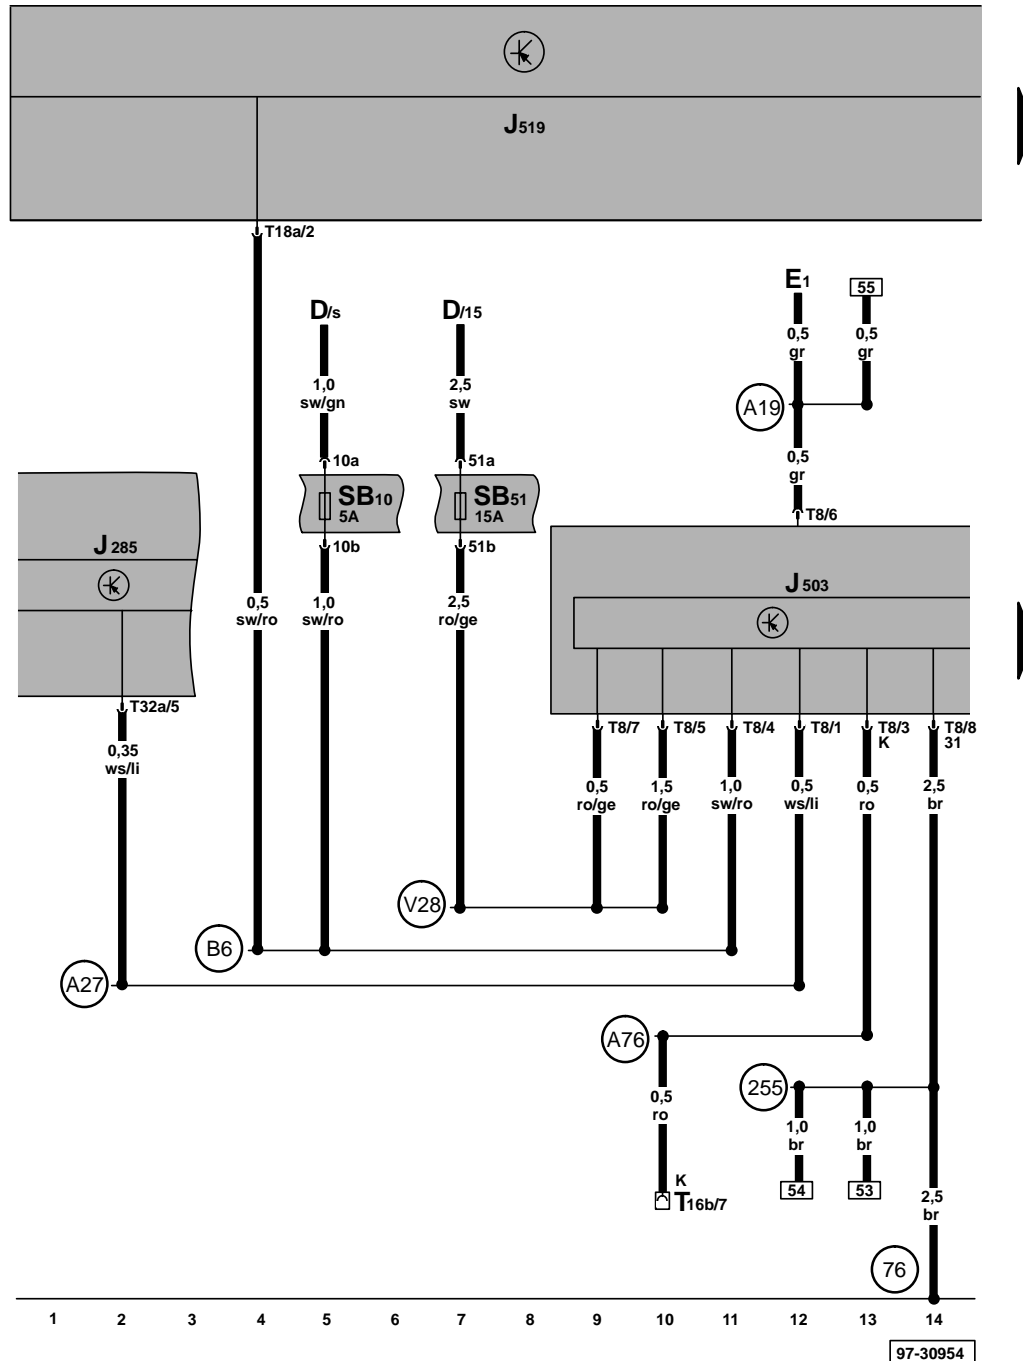 J519
T18a/2
E1
55
D/s
D/15
0,5
gr
0,5
gr
1,0
sw/gn
2,5
sw
A19
0,5
gr
10a
51a
SB10
5A
SB51
15A
T8/6
10b
51b
J 285
J 503
0,5
sw/ro
1,0
sw/ro
2,5
ro/ge
T32a/5
0,35
ws/li
T8/7
T8/5
T8/4
T8/1
T8/3
K
T8/8
31
0,5
ro/ge
1,5
ro/ge
1,0
sw/ro
0,5
ws/li
0,5
ro
2,5
br
V28
B6
A27
A76
255
0,5
ro
1,0
br
1,0
br
K
T16b/7
54
53
2,5
br
76
1 2 3 4 5 6 7 8 9 10 11 12 13 14
97-30954